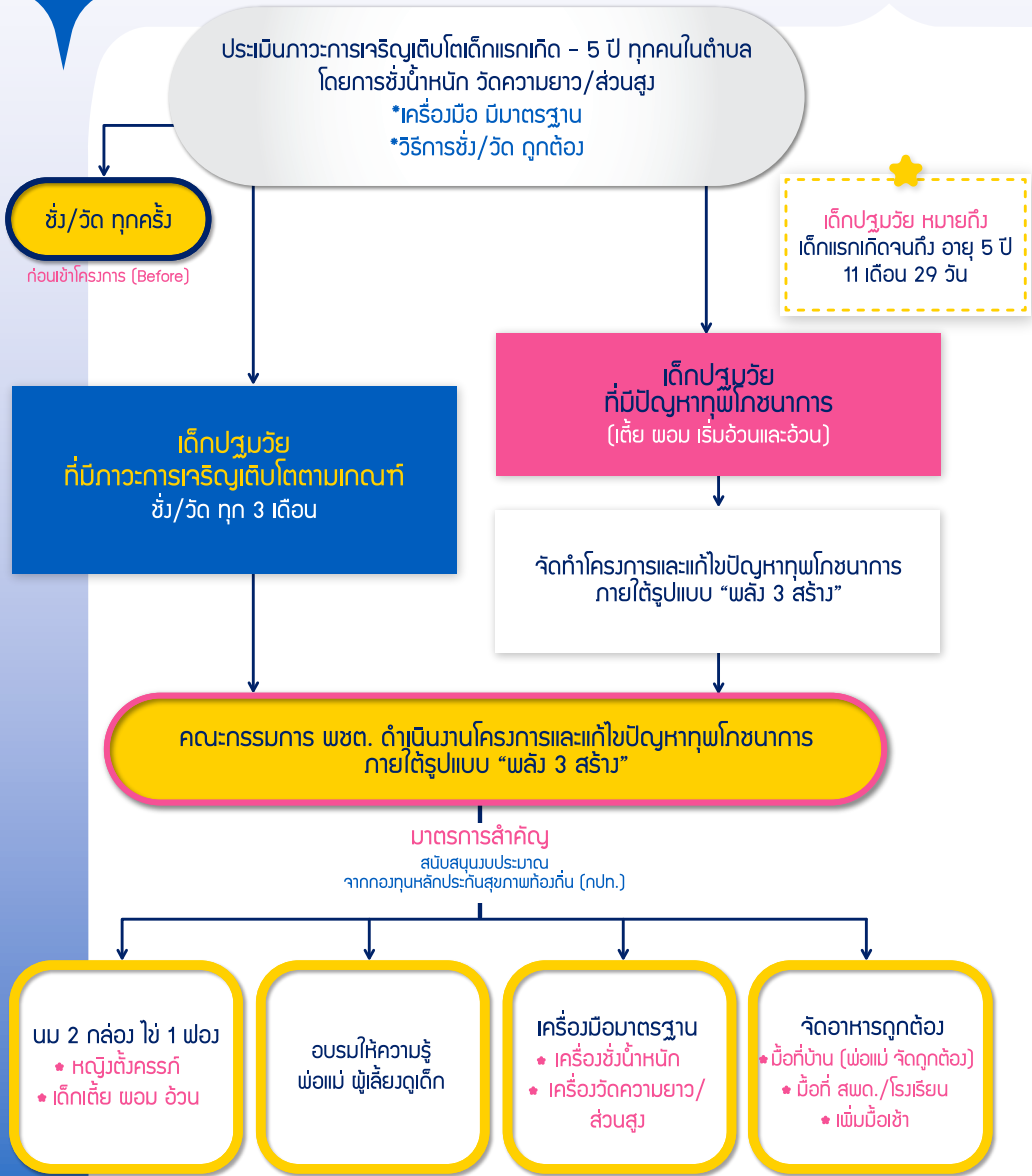 ประเมินภาวะการเจริญเติบโตเด็กแรกเกิด - 5 ปี ทุกคนในตำบล
โดยการชั่งน้ำหนัก วัดความยาว/ส่วนสูง
*เครื่องมือ มีมาตรฐาน
*วิธีการชั่ง/วัด ถูกต้อง
ชั่ง/วัด ทุกครั้ง
ก่อนเข้าโครงการ (Before)
เด็กปฐมวัย หมายถึง
เด็กแรกเกิดจนถึง อายุ 5 ปี
11 เดือน 29 วัน
เด็กปฐมวัย
ที่มีภาวะการเจริญเติบโตตามเกณฑ์
ชั่ง/วัด ทุก 3 เดือน
เด็กปฐมวัย
ที่มีปัญหาทุพโภชนาการ
(เตี้ย ผอม เริ่มอ้วนและอ้วน)
จัดทำโครงการและแก้ไขปัญหาทุพโภชนาการ
ภายใต้รูปแบบ “พลัง 3 สร้าง”
คณะกรรมการ พชต. ดำเนินงานโครงการและแก้ไขปัญหาทุพโภชนาการ
ภายใต้รูปแบบ “พลัง 3 สร้าง”
มาตรการสำคัญ
สนับสนุนงบประมาณ
จากกองทุนหลักประกันสุขภาพท้องถิ่น (กปท.)
นม 2 กล่อง ไข่ 1 ฟอง
หญิงตั้งครรภ์
เด็กเตี้ย ผอม อ้วน
อบรมให้ความรู้
พ่อแม่ ผู้เลี้ยงดูเด็ก
เครื่องมือมาตรฐาน
เครื่องชั่งน้ำหนัก
เครื่องวัดความยาว/
ส่วนสูง
จัดอาหารถูกต้อง
มื้อที่บ้าน (พ่อแม่ จัดถูกต้อง)
มื้อที่ สพด./โรงเรียน
เพิ่มมื้อเช้า